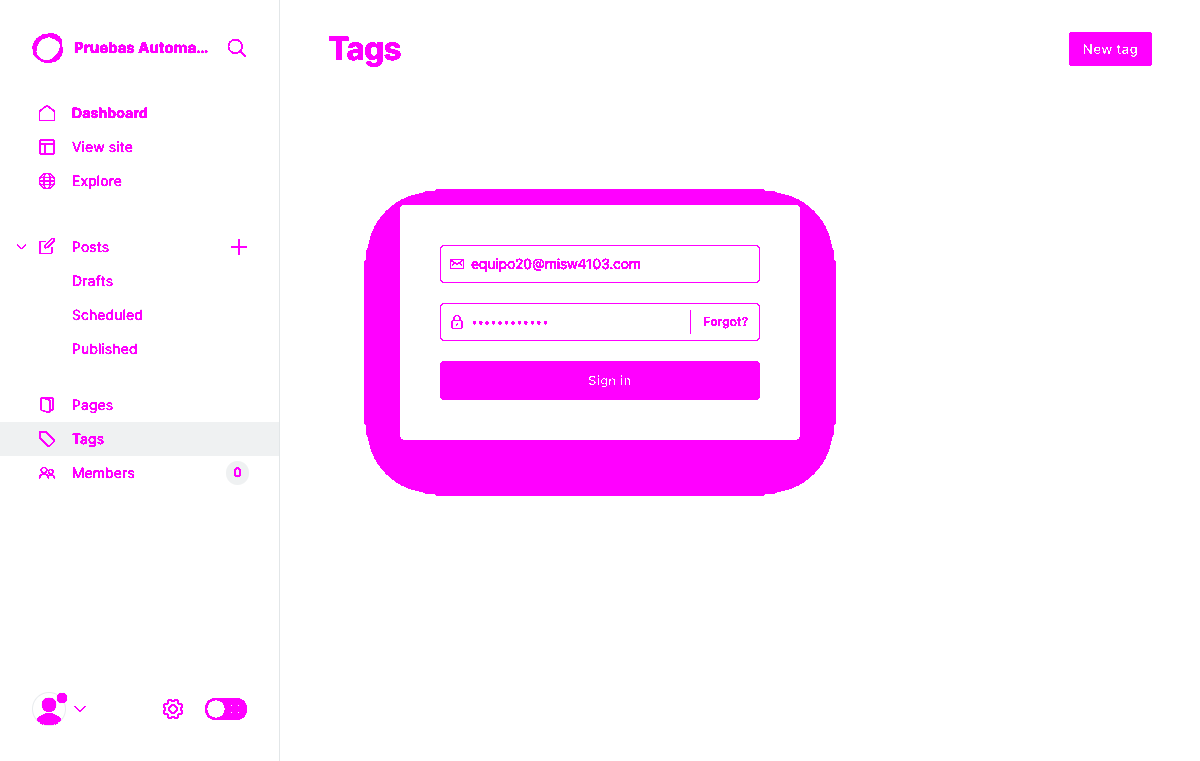 Pruebas Automa...
Dashboard
View site
Explore
Posts
Drafts
Scheduled
Published
Pages
Tags
Members
0
Tags
New tag
equipo20@misw4103.com
Forgot?
Sign in